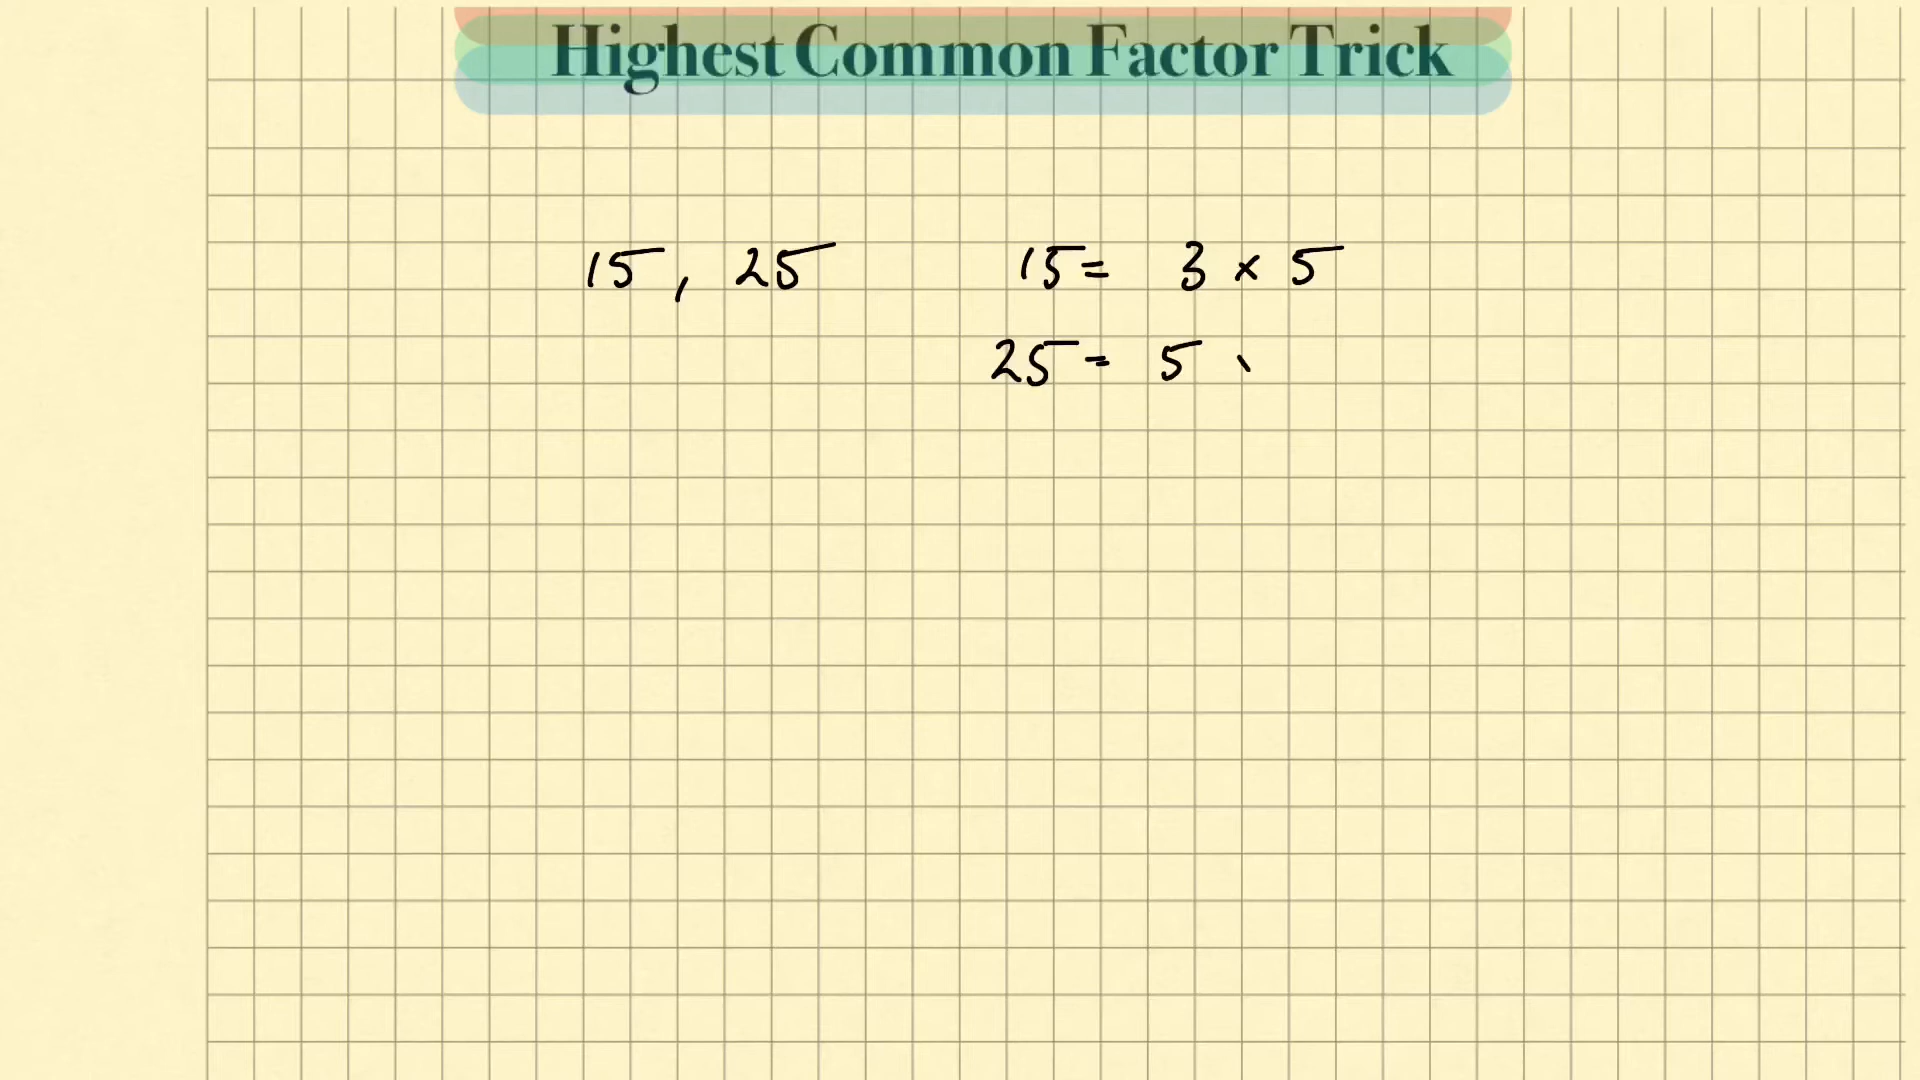 Highest Common Factor Trick
15, 25
15 = 3 × 5
25 = 5